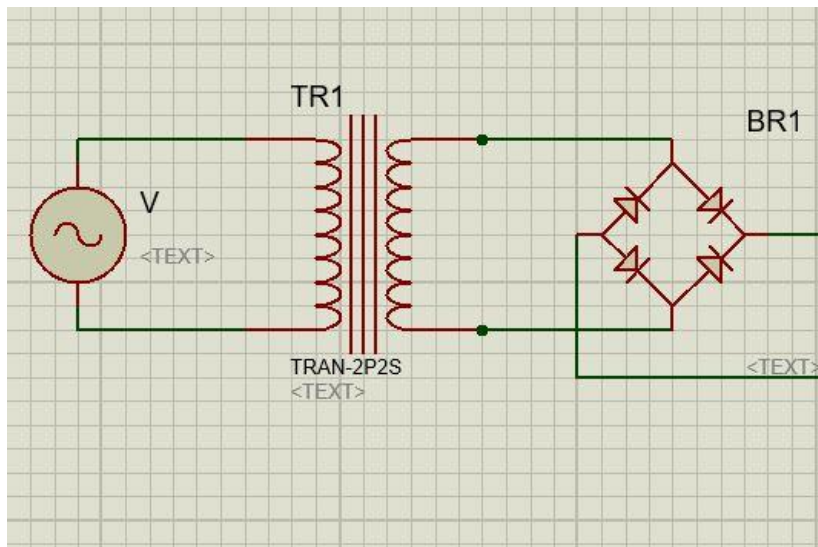 TR1
BR1
V
<TEXT>
TRAN-2P2S
<TEXT>
<TEXT>